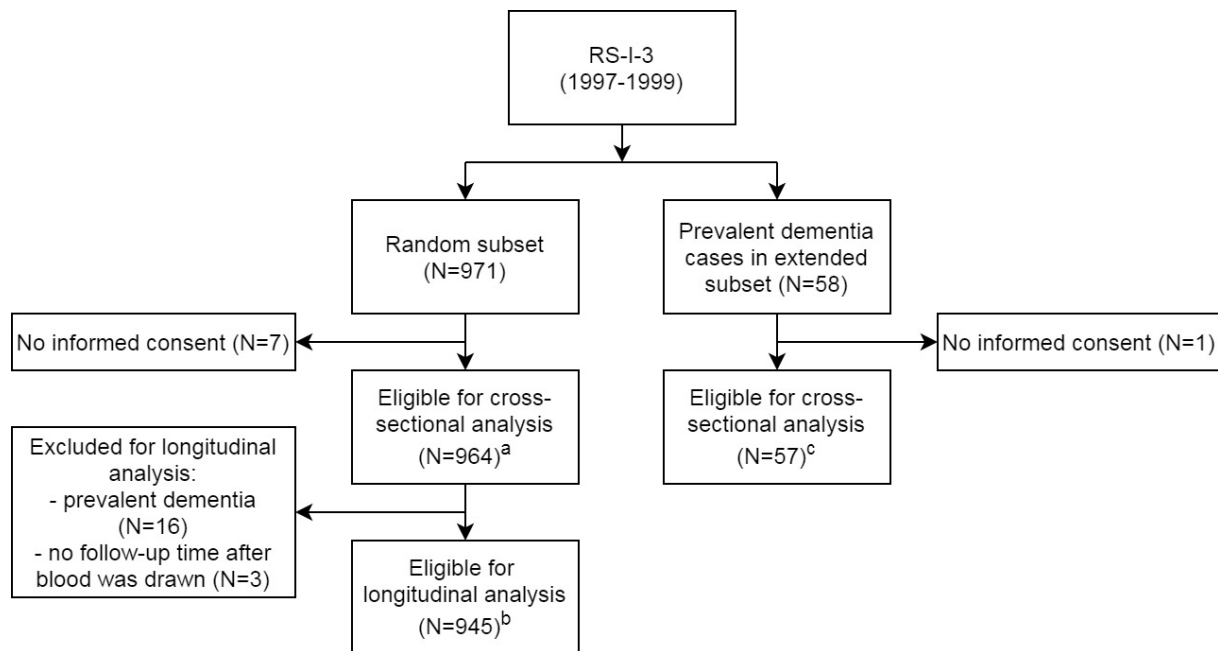 RS-I-3
(1997-1999)
Random subset
(N=971)
Prevalent dementia
cases in extended
subset (N=58)
No informed consent (N=7)
No informed consent (N=1)
Eligible for cross-
sectional analysis
(N=964)a
Eligible for cross-
sectional analysis
(N=57)c
Excluded for longitudinal
analysis:
- prevalent dementia
(N=16)
- no follow-up time after
blood was drawn (N=3)
Eligible for
longitudinal analysis
(N=945)b